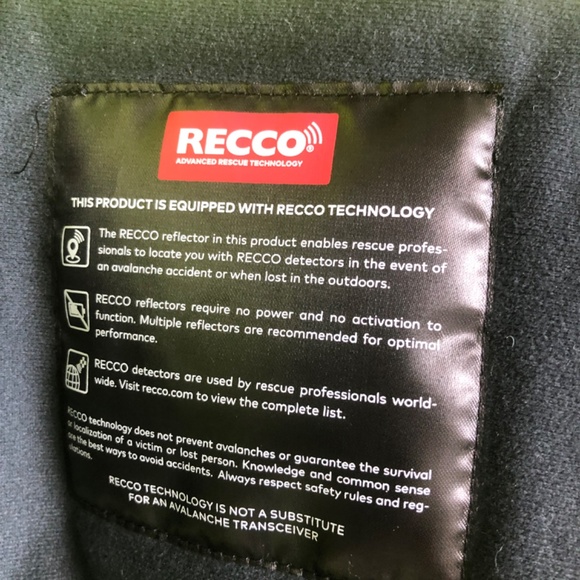 RECCO®
ADVANCED RESCUE TECHNOLOGY
THIS PRODUCT IS EQUIPPED WITH RECCO TECHNOLOGY
The RECCO reflector in this product enables rescue profes-
sionals to locate you with RECCO detectors in the event of
an avalanche accident or when lost in the outdoors.
RECCO reflectors require no power and no activation to
function. Multiple reflectors are recommended for optimal
performance.
RECCO detectors are used by rescue professionals world-
wide. Visit recco.com to view the complete list.
RECCO technology does not prevent avalanches or guarantee the survival
or localization of a victim or lost person. Knowledge and common sense
are the best ways to avoid accidents. Always respect safety rules and reg-
ulations.
RECCO TECHNOLOGY IS NOT A SUBSTITUTE
FOR AN AVALANCHE TRANSCEIVER